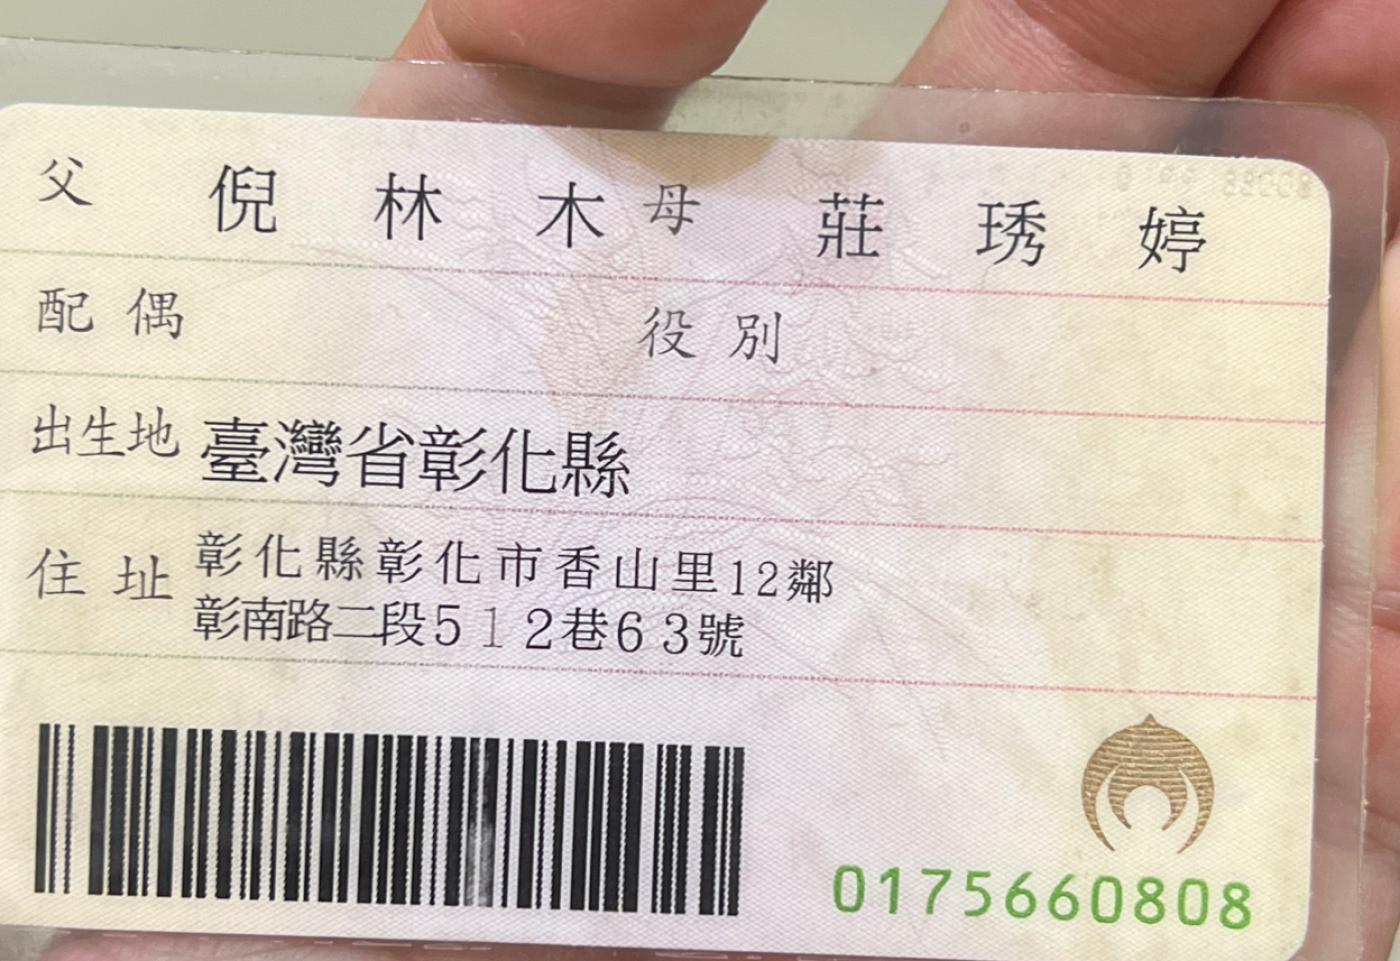 父 倪林木 母 莊琇婷
配偶 役別
出生地 臺灣省彰化縣
住址 彰化縣彰化市香山里12鄰
彰南路二段512巷63號
0175660808